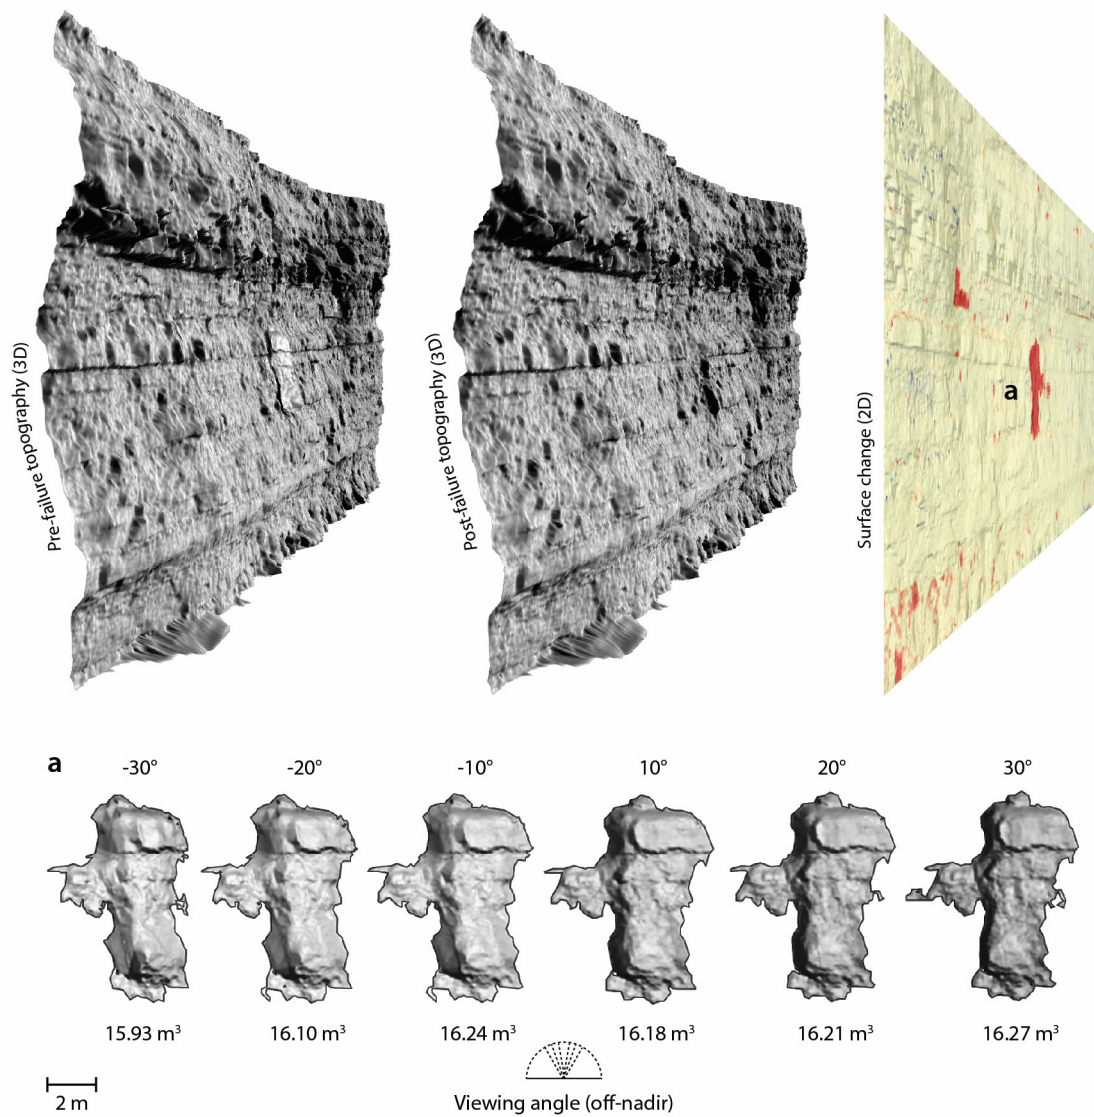 Pre-failure topography (3D)
Post-failure topography (3D)
Surface change (2D)
a
a
-30° -20° -10° 10° 20° 30°
15.93 m³ 16.10 m³ 16.24 m³ 16.18 m³ 16.21 m³ 16.27 m³
2 m
Viewing angle (off-nadir)